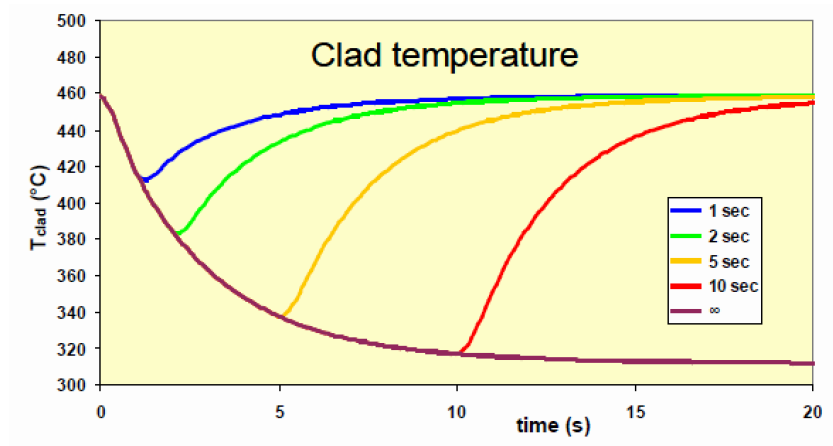 Clad temperature
500
480
460
440
420
400
380
360
340
320
300
T clad (°C)
1 sec
2 sec
5 sec
10 sec
∞
0
5
10
15
20
time (s)